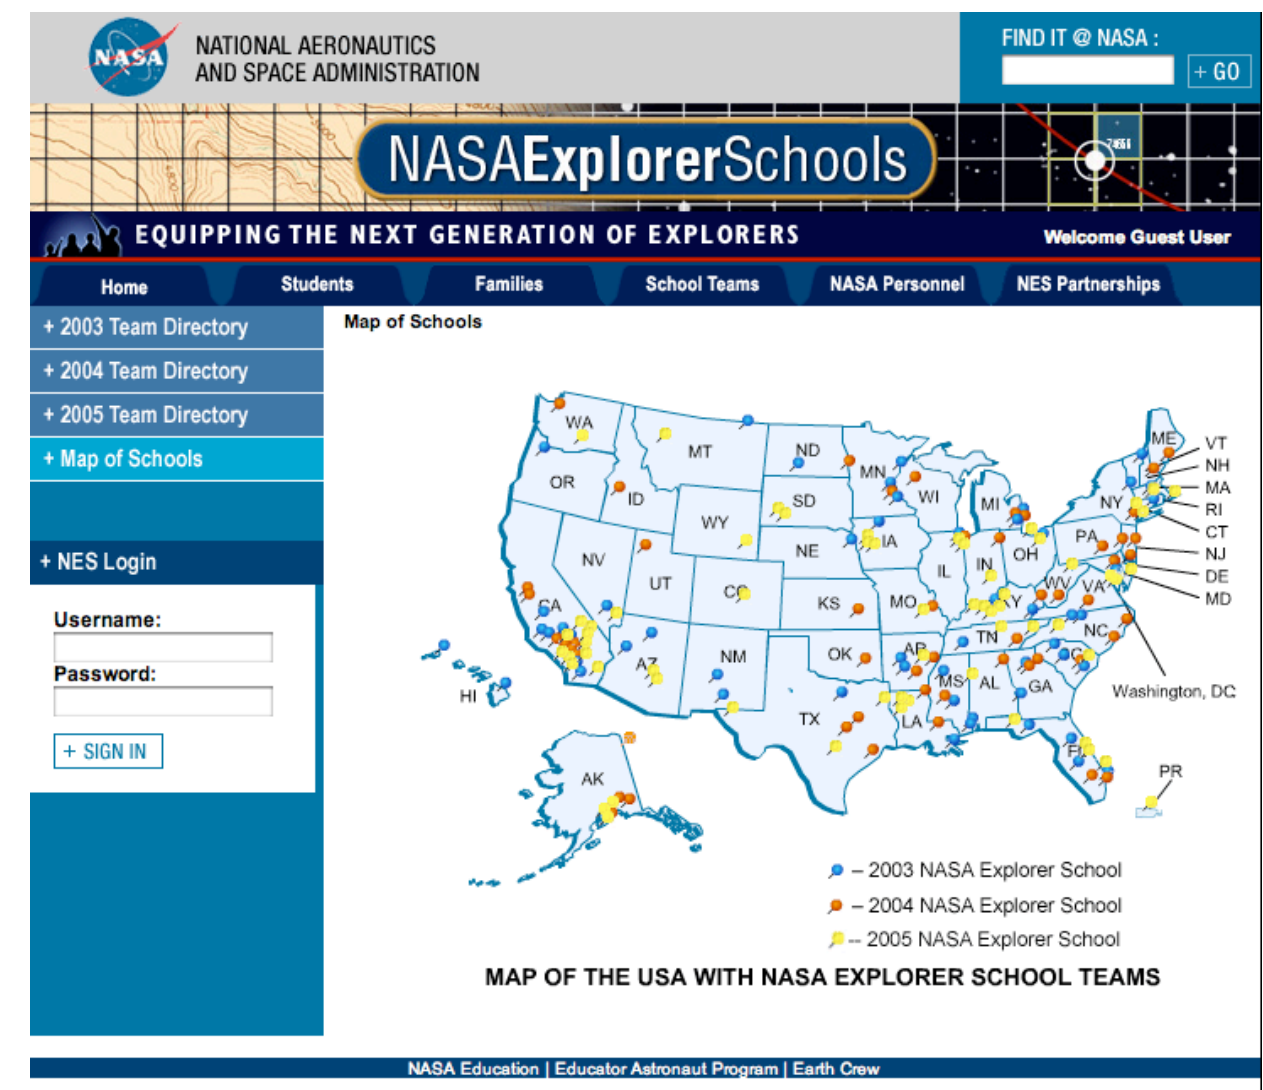 NASA
NATIONAL AERONAUTICS
AND SPACE ADMINISTRATION
FIND IT @ NASA :
+ GO
NASAExplorerSchools
EQUIPPING THE NEXT GENERATION OF EXPLORERS
Welcome Guest User
Home
Students
Families
School Teams
NASA Personnel
NES Partnerships
+ 2003 Team Directory
+ 2004 Team Directory
+ 2005 Team Directory
+ Map of Schools
+ NES Login
Username:
Password:
+ SIGN IN
Map of Schools
WA
MT
ND
MN
ME
VT
NH
MA
RI
CT
NJ
DE
MD
OR
ID
WY
SD
WI
MI
NY
NV
UT
CO
NE
IA
IL
IN
OH
PA
WV
VA
CA
KS
MO
KY
AZ
NM
OK
AR
TN
NC
SC
HI
TX
LA
MS
AL
GA
Washington, DC
AK
FL
PR
– 2003 NASA Explorer School
– 2004 NASA Explorer School
-- 2005 NASA Explorer School
MAP OF THE USA WITH NASA EXPLORER SCHOOL TEAMS
NASA Education | Educator Astronaut Program | Earth Crew